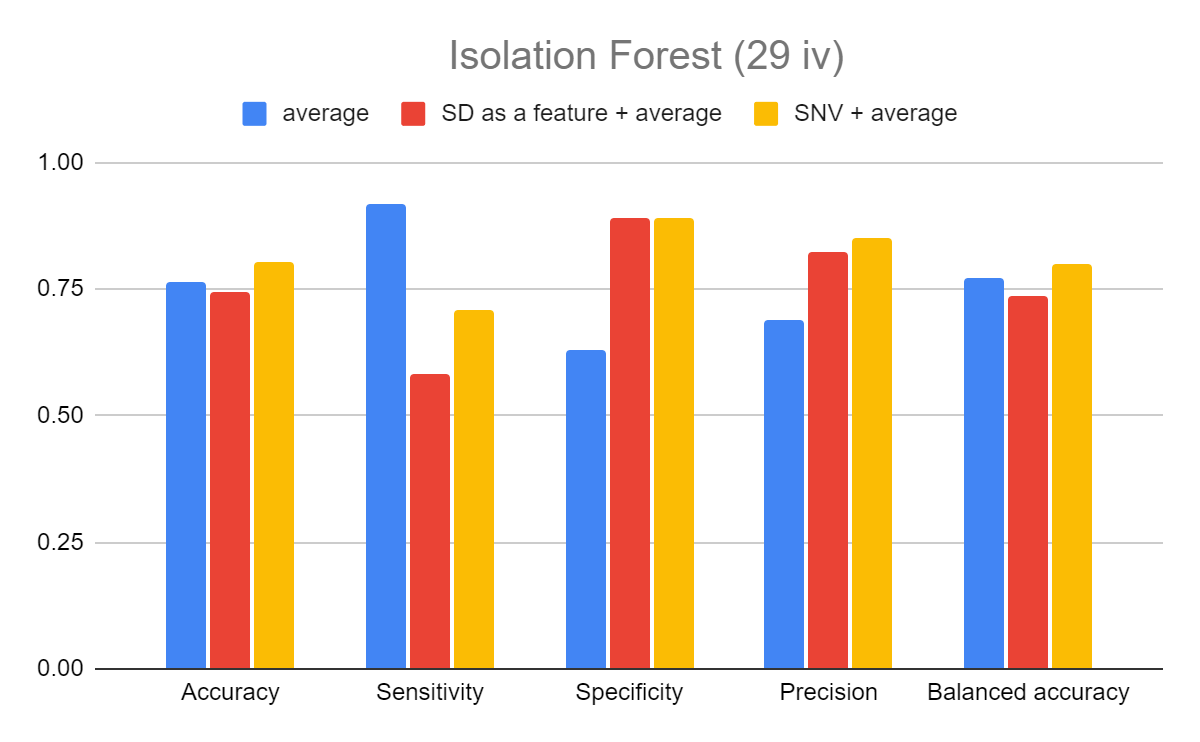 Isolation Forest (29 iv)
average SD as a feature + average SNV + average
1.00
0.75
0.50
0.25
0.00
Accuracy Sensitivity Specificity Precision Balanced accuracy